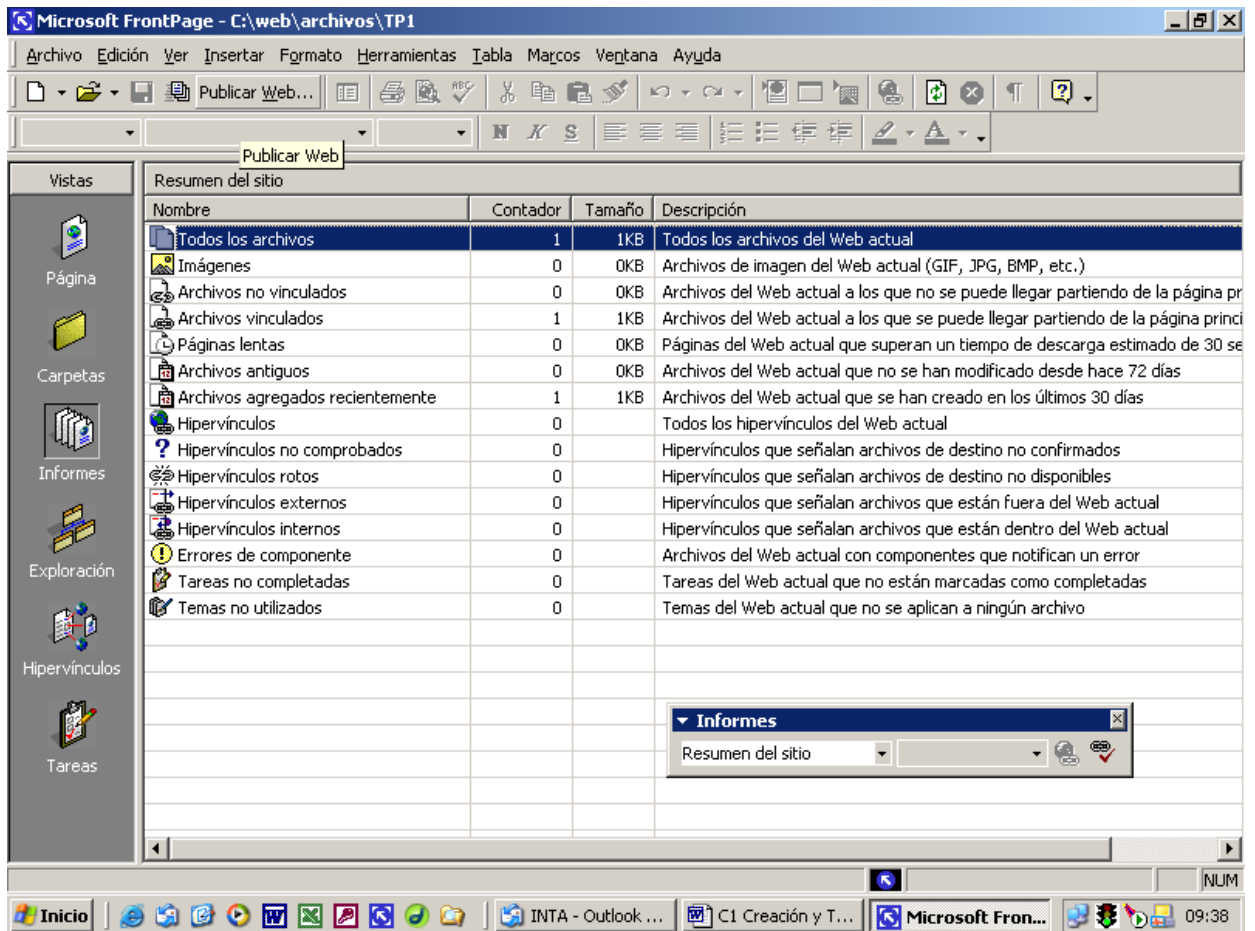 Microsoft FrontPage - C:\web\archivos\TP1
Archivo Edición Ver Insertar Formato Herramientas Tabla Marcos Ventana Ayuda
Publicar Web...
N K S A
Publicar Web
Vistas Resumen del sitio
Nombre Contador Tamaño Descripción
Todos los archivos 1 1KB Todos los archivos del Web actual
Imágenes 0 0KB Archivos de imagen del Web actual (GIF, JPG, BMP, etc.)
Archivos no vinculados 0 0KB Archivos del Web actual a los que no se puede llegar partiendo de la página pr
Archivos vinculados 1 1KB Archivos del Web actual a los que se puede llegar partiendo de la página princi
Páginas lentas 0 0KB Páginas del Web actual que superan un tiempo de descarga estimado de 30 se
Archivos antiguos 0 0KB Archivos del Web actual que no se han modificado desde hace 72 días
Archivos agregados recientemente 1 1KB Archivos del Web actual que se han creado en los últimos 30 días
Hipervínculos 0 Todos los hipervínculos del Web actual
Hipervínculos no comprobados 0 Hipervínculos que señalan archivos de destino no confirmados
Hipervínculos rotos 0 Hipervínculos que señalan archivos de destino no disponibles
Hipervínculos externos 0 Hipervínculos que señalan archivos que están fuera del Web actual
Hipervínculos internos 0 Hipervínculos que señalan archivos que están dentro del Web actual
Errores de componente 0 Archivos del Web actual con componentes que notifican un error
Tareas no completadas 0 Tareas del Web actual que no están marcadas como completadas
Temas no utilizados 0 Temas del Web actual que no se aplican a ningún archivo
Página
Carpetas
Informes
Exploración
Hipervínculos
Tareas
Informes
Resumen del sitio
NUM
Inicio INTA - Outlook ... C1 Creación y T... Microsoft Fron... 09:38